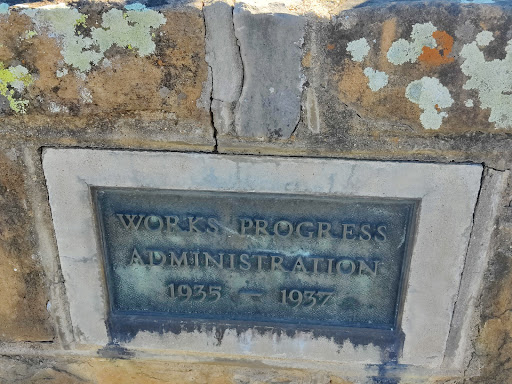 WORKS PROGRESS
ADMINISTRATION
1935 – 1937